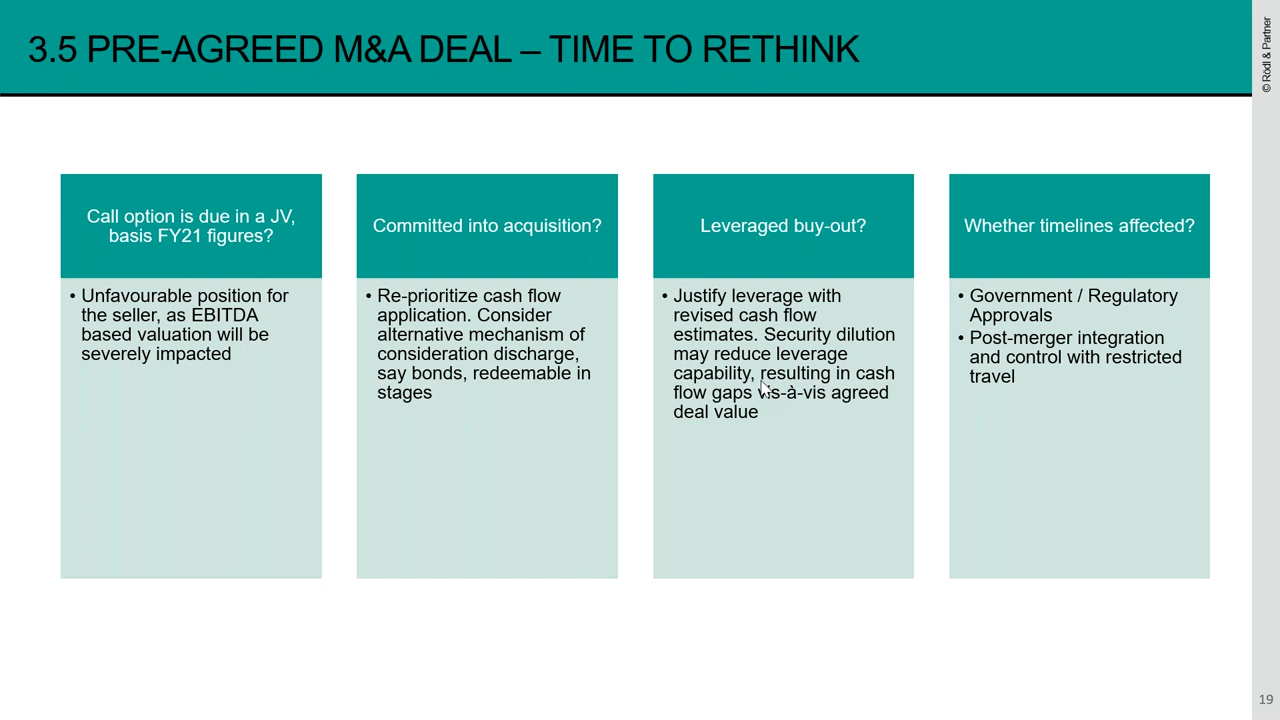 3.5 PRE-AGREED M&A DEAL – TIME TO RETHINK
© Rödl & Partner
Call option is due in a JV,
basis FY21 figures?
• Unfavourable position for
the seller, as EBITDA
based valuation will be
severely impacted
Committed into acquisition?
• Re-prioritize cash flow
application. Consider
alternative mechanism of
consideration discharge,
say bonds, redeemable in
stages
Leveraged buy-out?
• Justify leverage with
revised cash flow
estimates. Security dilution
may reduce leverage
capability, resulting in cash
flow gaps vis-à-vis agreed
deal value
Whether timelines affected?
• Government / Regulatory
Approvals
• Post-merger integration
and control with restricted
travel
19